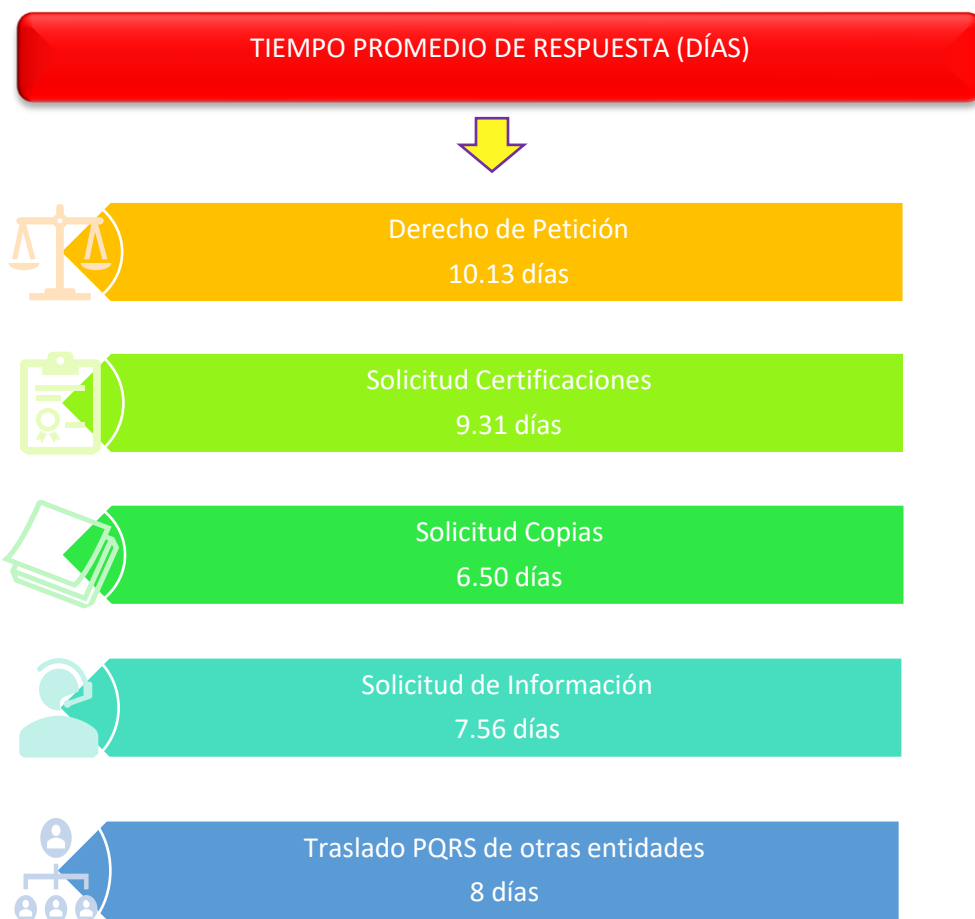 TIEMPO PROMEDIO DE RESPUESTA (DÍAS)
Derecho de Petición
10.13 días
Solicitud Certificaciones
9.31 días
Solicitud Copias
6.50 días
Solicitud de Información
7.56 días
Traslado PQRS de otras entidades
8 días